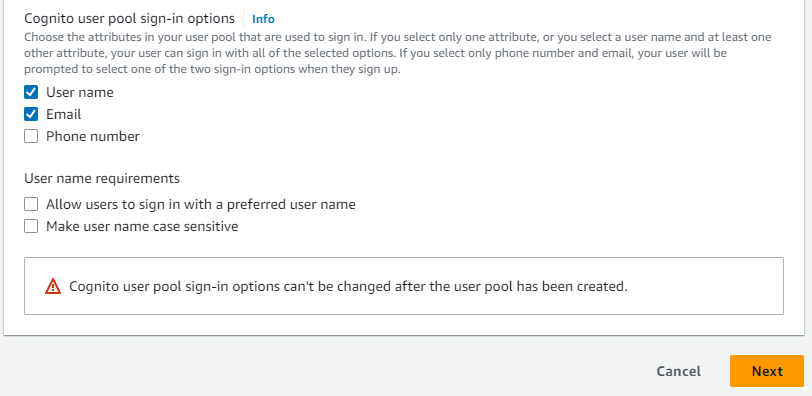 Cognito user pool sign-in options Info
Choose the attributes in your user pool that are used to sign in. If you select only one attribute, or you select a user name and at least one
other attribute, your user can sign in with all of the selected options. If you select only phone number and email, your user will be
prompted to select one of the two sign-in options when they sign up.
User name
Email
Phone number
User name requirements
Allow users to sign in with a preferred user name
Make user name case sensitive
Cognito user pool sign-in options can't be changed after the user pool has been created.
Cancel Next